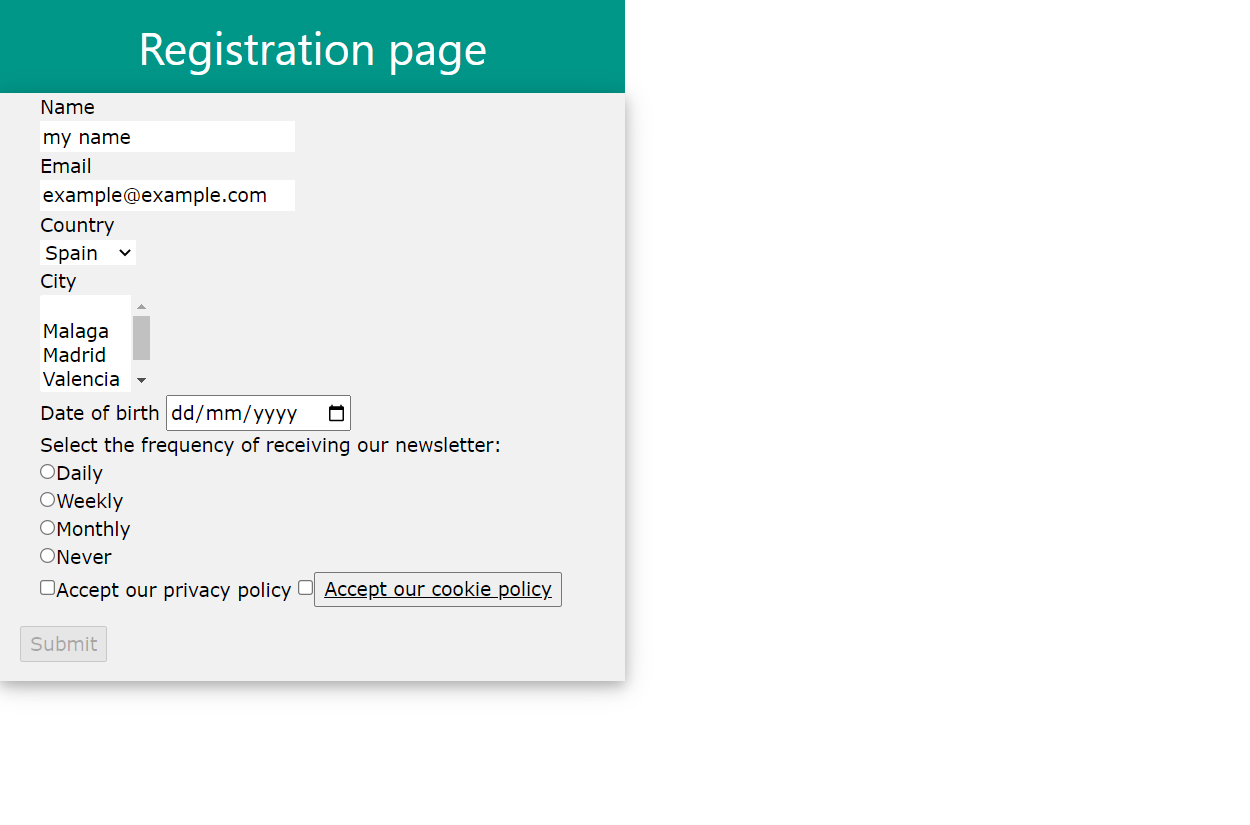 Registration page
Name
my name
Email
example@example.com
Country
Spain
City
Malaga
Madrid
Valencia
Date of birth dd/mm/yyyy
Select the frequency of receiving our newsletter:
Daily
Weekly
Monthly
Never
Accept our privacy policy Accept our cookie policy
Submit